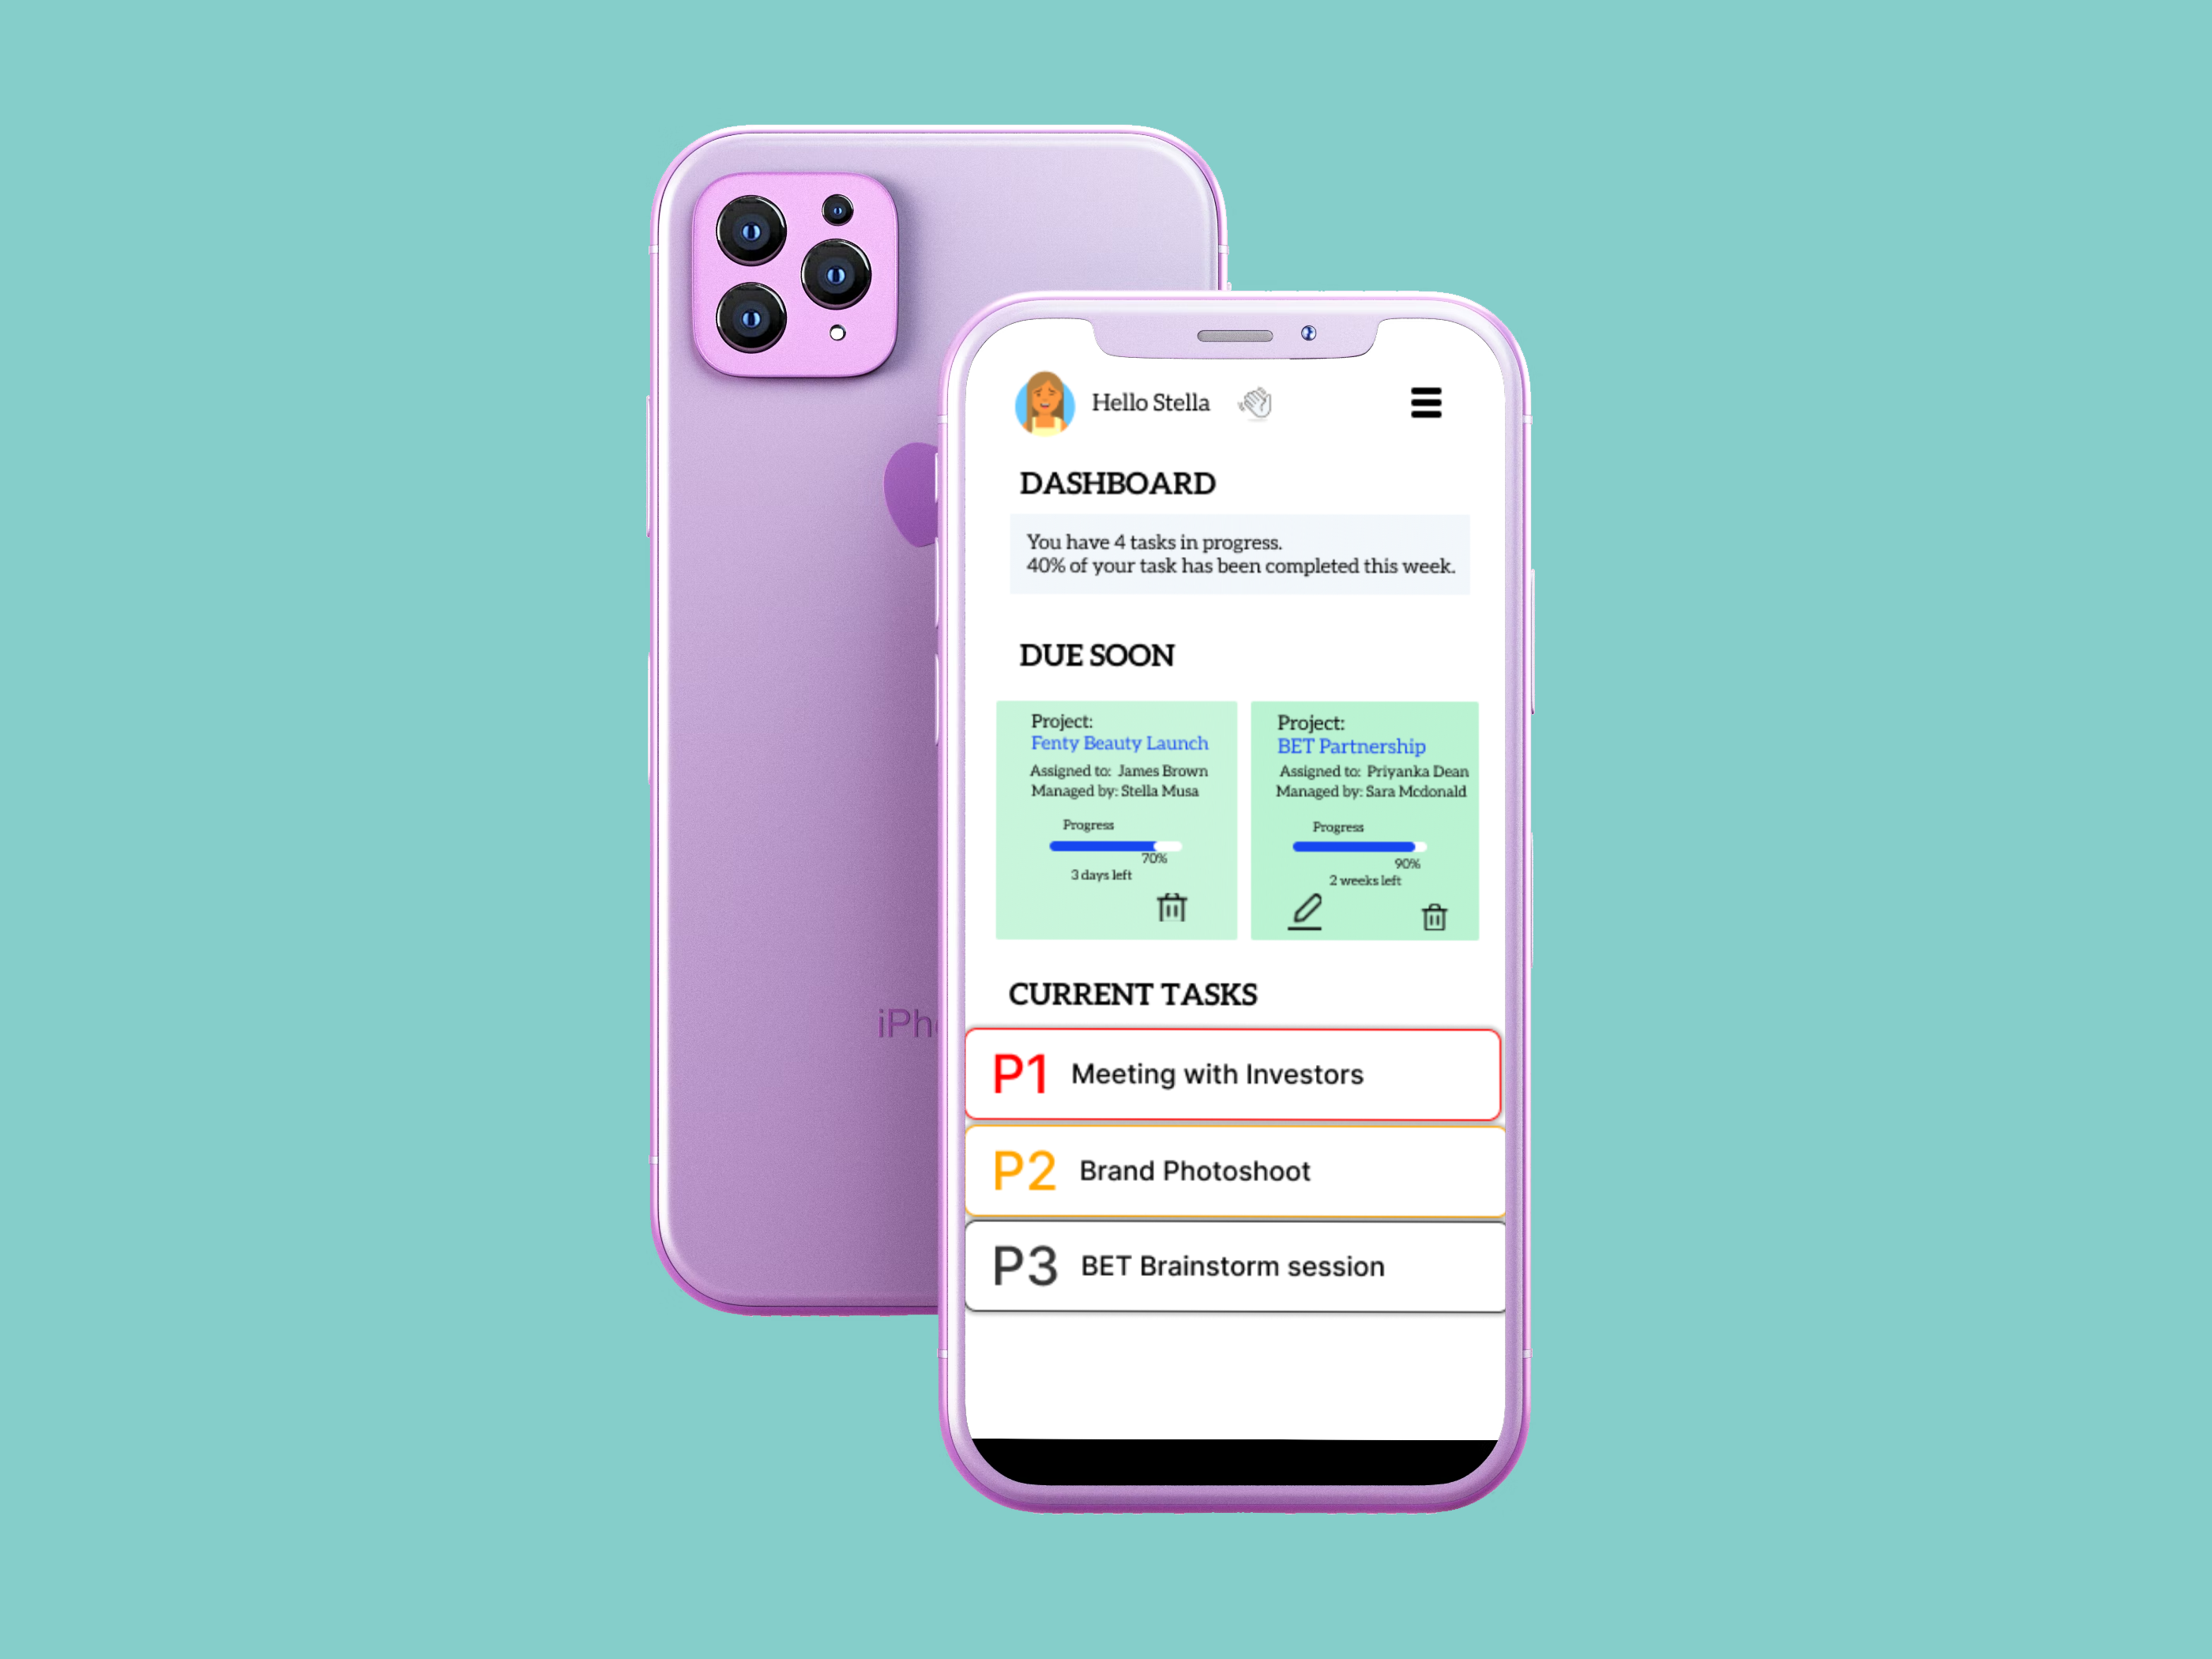 Hello Stella
DASHBOARD
You have 4 tasks in progress.
40% of your task has been completed this week.
DUE SOON
Project:
Fenty Beauty Launch
Assigned to: James Brown
Managed by: Stella Musa
Progress
70%
3 days left
Project:
BET Partnership
Assigned to: Priyanka Dean
Managed by: Sara Mcdonald
Progress
90%
2 weeks left
CURRENT TASKS
P1 Meeting with Investors
P2 Brand Photoshoot
P3 BET Brainstorm session
iPh